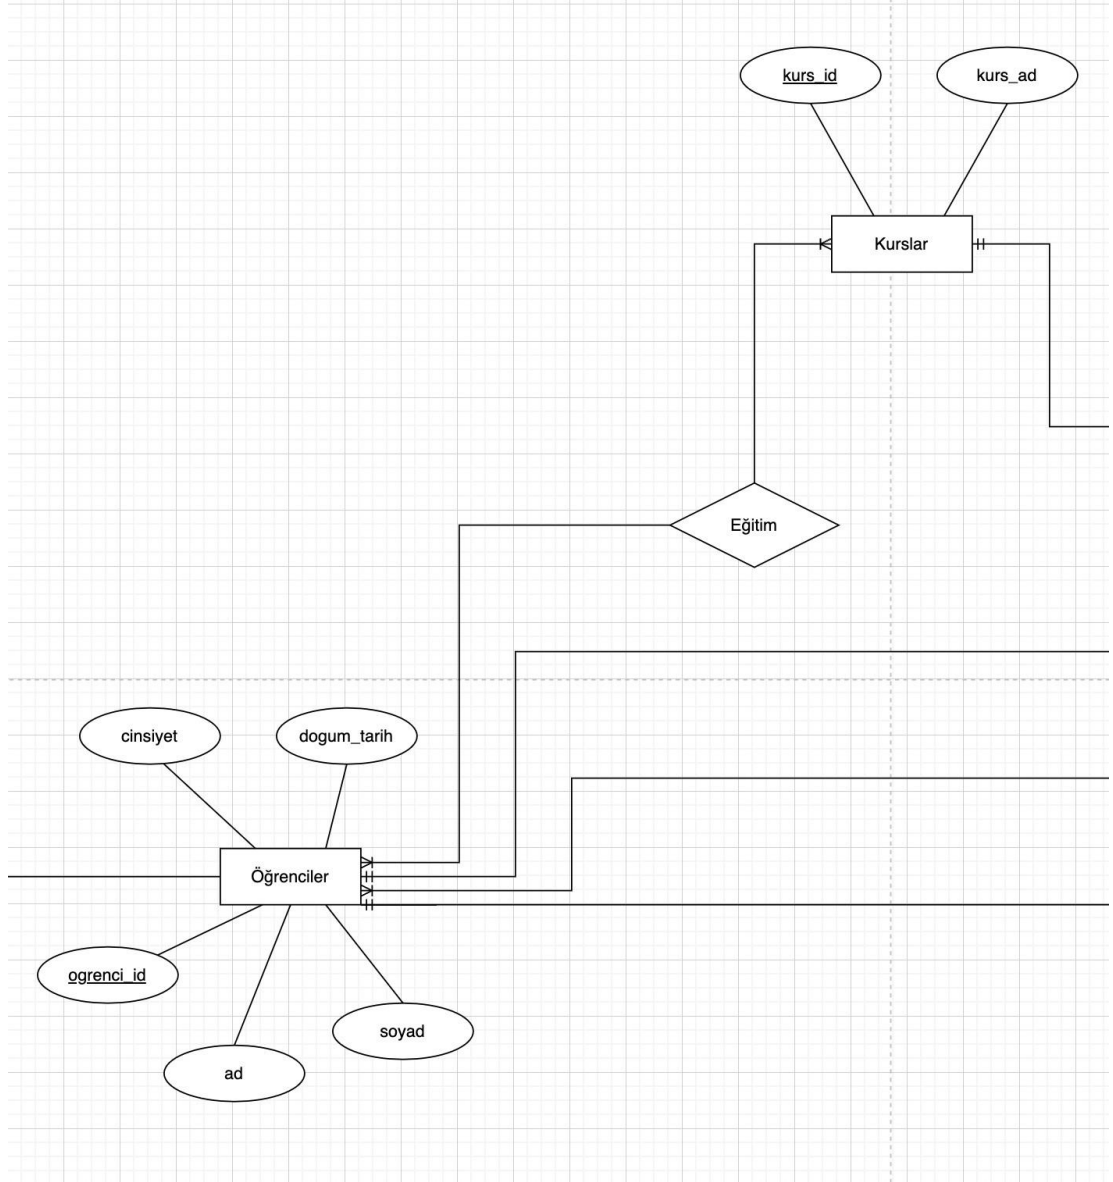 kurs_id
kurs_ad
Kurslar
Eğitim
cinsiyet
dogum_tarih
Öğrenciler
ogrenci_id
soyad
ad